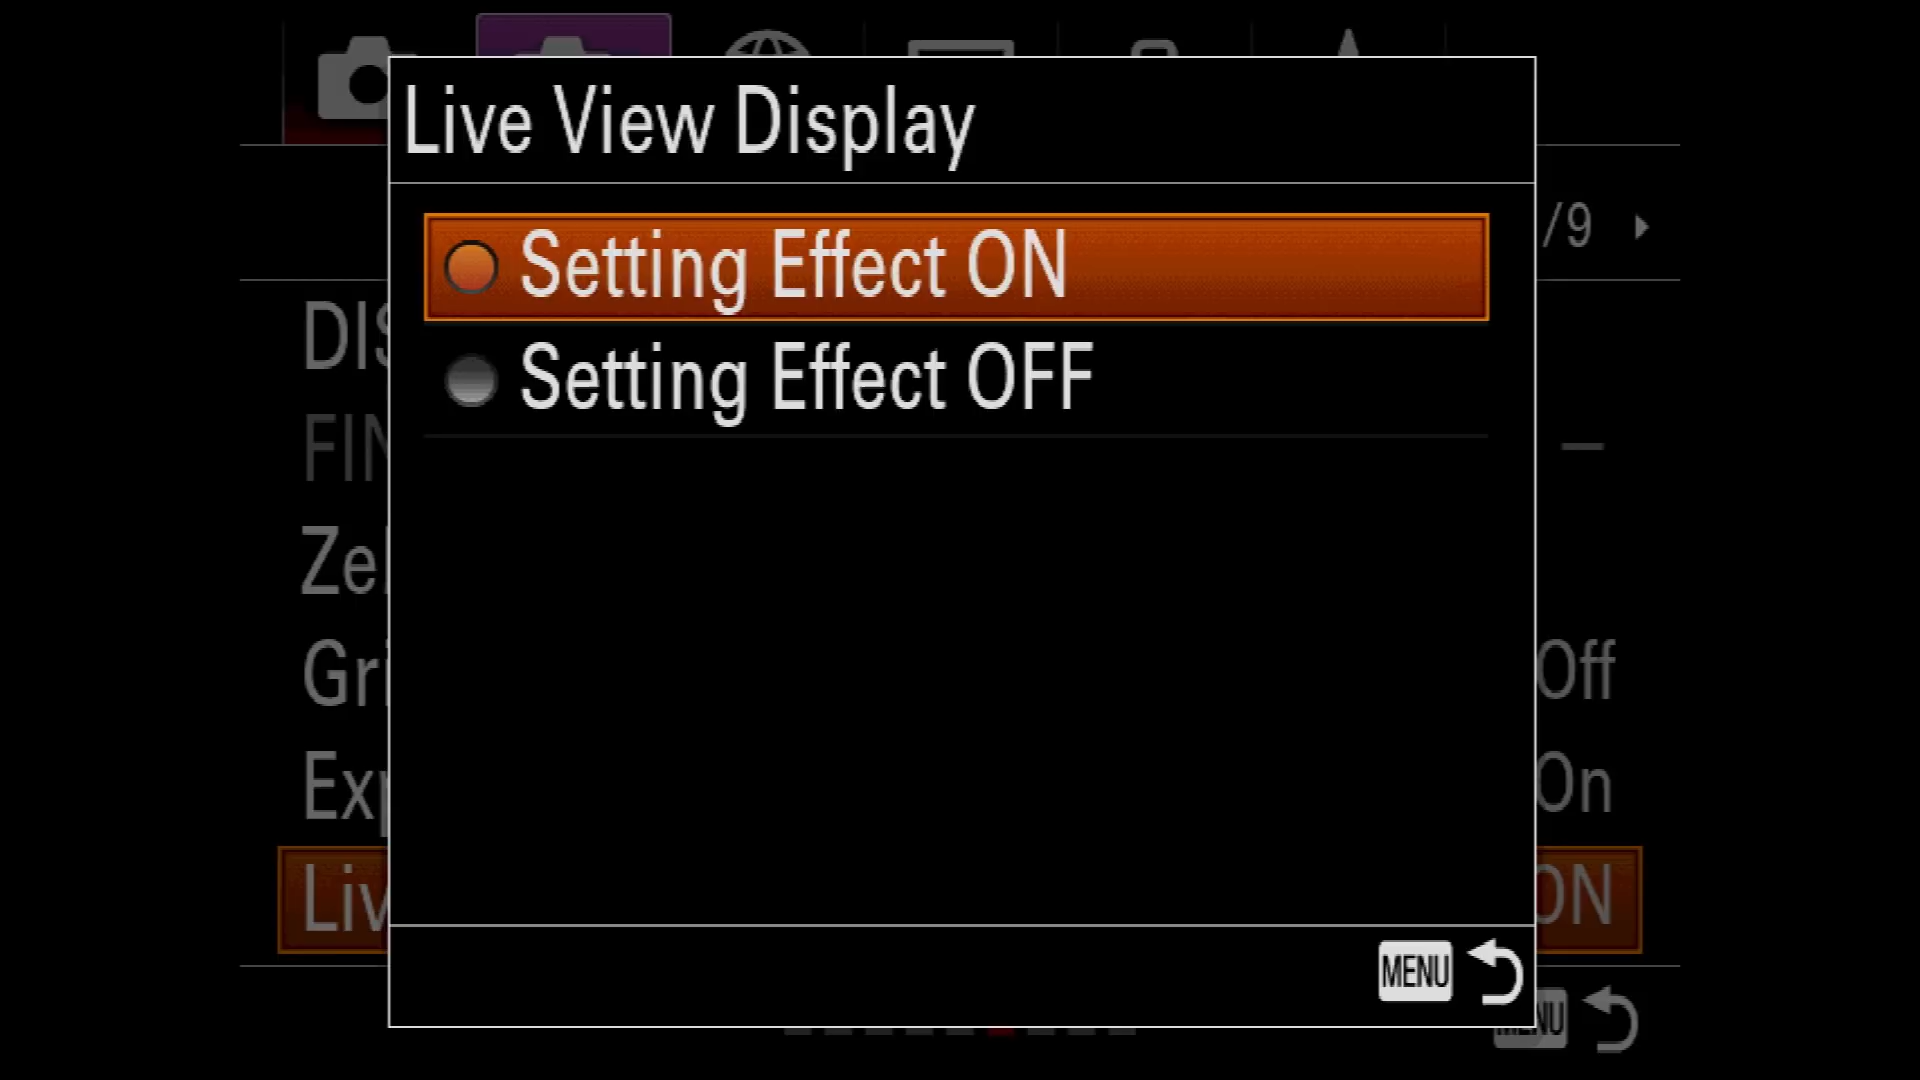 Live View Display
Setting Effect ON
Setting Effect OFF
/9
Off
On
ON
MENU